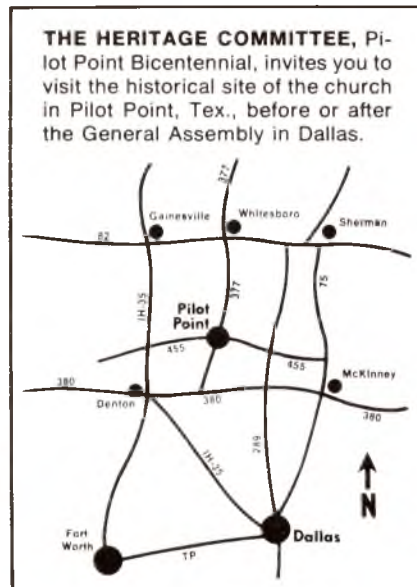 THE HERITAGE COMMITTEE, Pi-
lot Point Bicentennial, invites you to
visit the historical site of the church
in Pilot Point, Tex., before or after
the General Assembly in Dallas.
377
Gainesville
Whitesboro
Sherman
82
IH-35
377
75
Pilot
Point
455
455
380
McKinney
Denton
380
380
IH-35
289
N
Fort
Worth
TP
Dallas